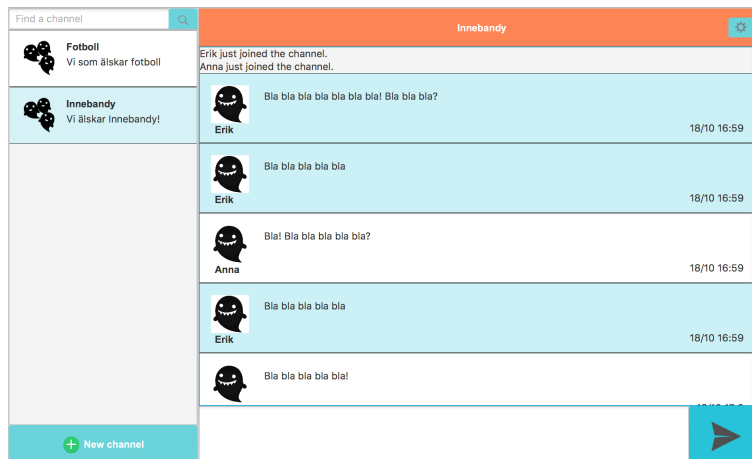 Find a channel
Fotboll
Vi som älskar fotboll
Innebandy
Vi älskar Innebandy!
New channel
Innebandy
Erik just joined the channel.
Anna just joined the channel.
Bla bla bla bla bla bla bla! Bla bla bla?
Erik
18/10 16:59
Bla bla bla bla bla
Erik
18/10 16:59
Bla! Bla bla bla bla bla?
Anna
18/10 16:59
Bla bla bla bla bla
Erik
18/10 16:59
Bla bla bla bla bla!